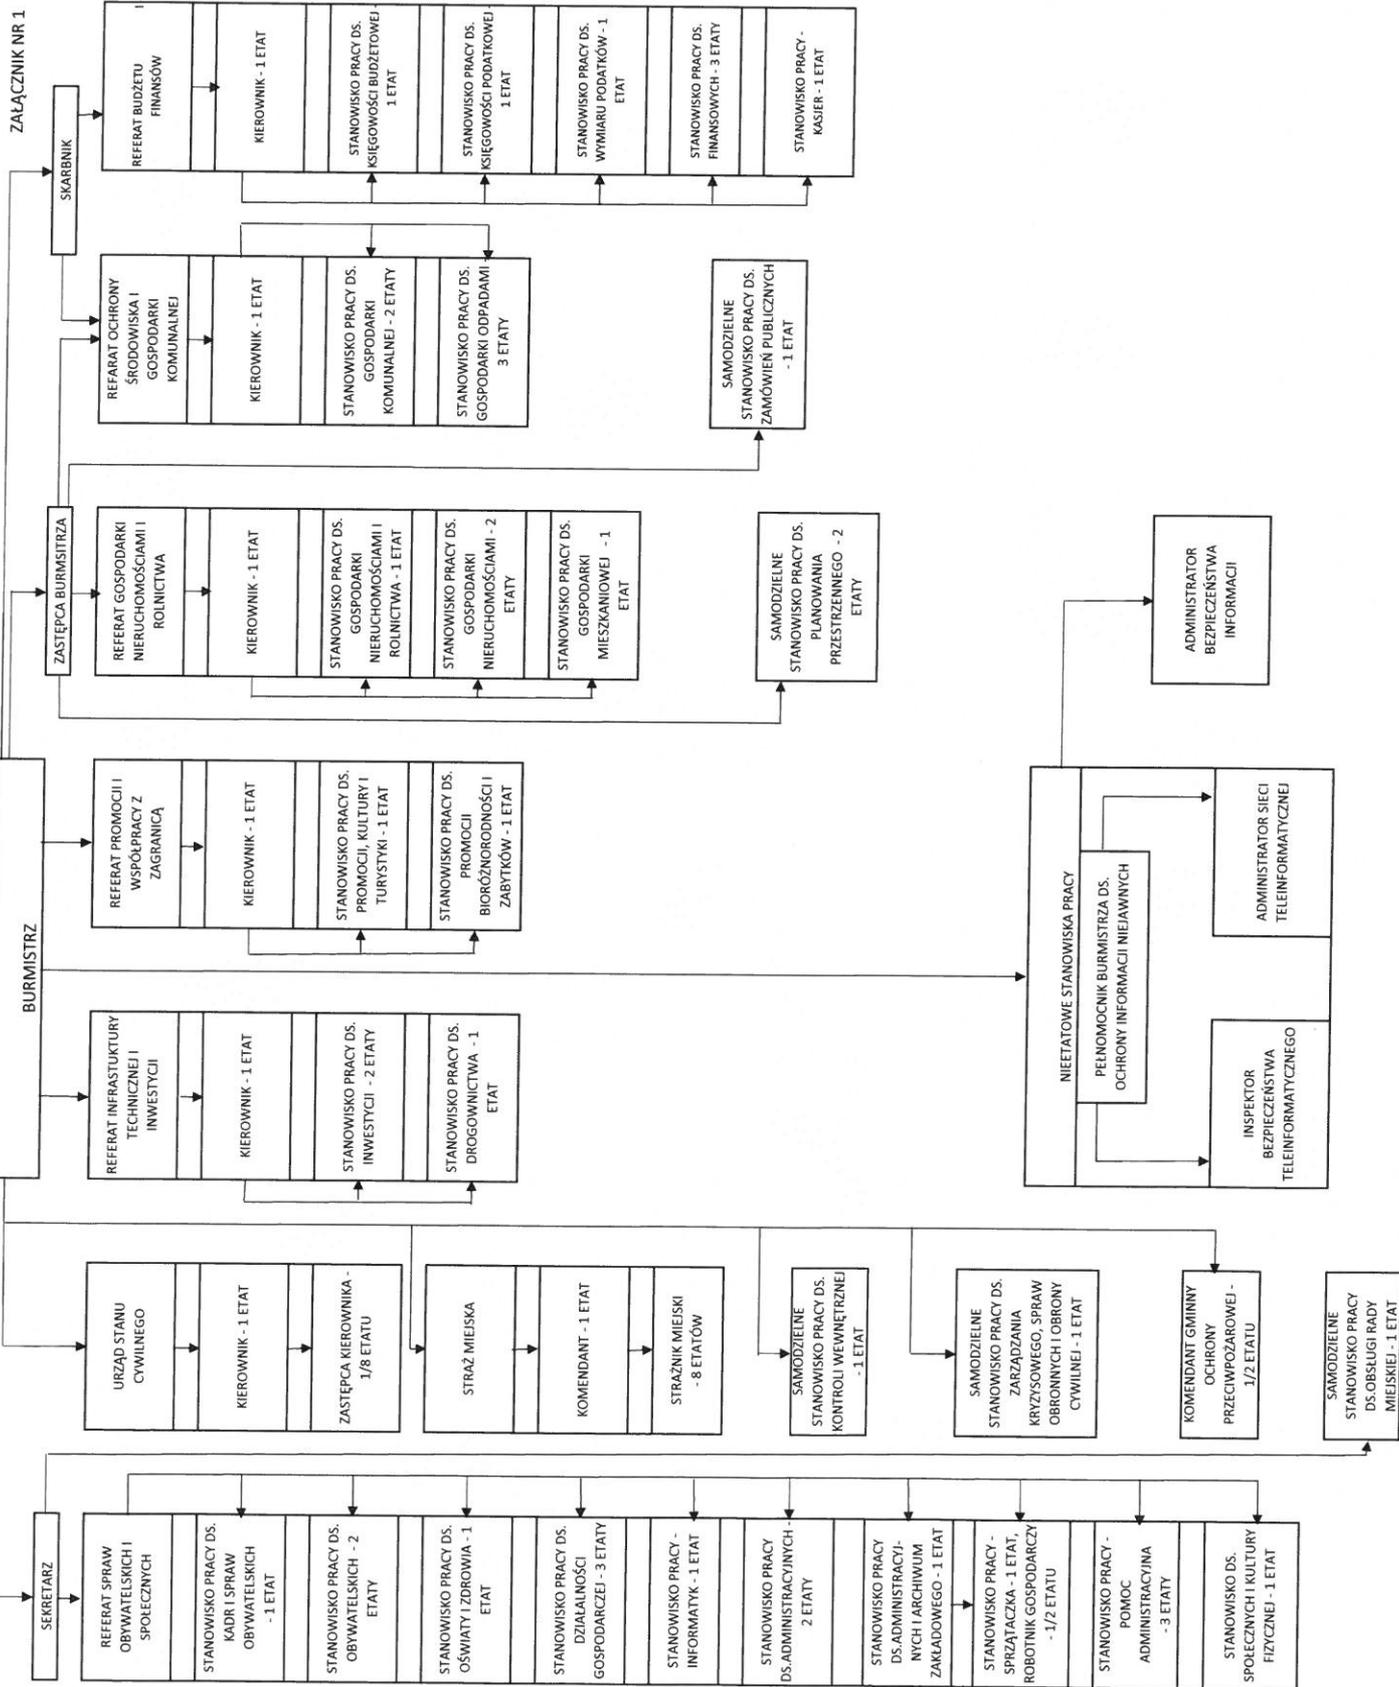 ZAŁĄCZNIK NR 1
BURMISTRZ
SEKRETARZ
REFERAT SPRAW
OBYWATELSKICH I
SPOŁECZNYCH
STANOWISKO PRACY DS.
KADR I SPRAW
OBYWATELSKICH
- 1 ETAT
STANOWISKO PRACY DS.
OBYWATELSKICH - 2
ETATY
STANOWISKO PRACY DS.
OŚWIATY I ZDROWIA - 1
ETAT
STANOWISKO PRACY DS.
DZIAŁALNOŚCI
GOSPODARCZEJ - 3 ETATY
STANOWISKO PRACY -
INFORMATYK - 1 ETAT
STANOWISKO PRACY
DS.ADMINISTRACYJNYCH -
2 ETATY
STANOWISKO PRACY
DS.ADMINISTRACYJ-
NYCH I ARCHIWUM
ZAKŁADOWEGO - 1 ETAT
STANOWISKO PRACY -
SPRZĄTACZKA - 1 ETAT,
ROBOTNIK GOSPODARCZY
- 1/2 ETATU
STANOWISKO PRACY -
POMOC
ADMINISTRACYJNA
- 3 ETATY
STANOWISKO DS.
SPOŁECZNYCH I KULTURY
FIZYCZNEJ - 1 ETAT
SAMODZIELNE
STANOWISKO PRACY
DS.OBSŁUGI RADY
MIEJSKIEJ - 1 ETAT
URZĄD STANU
CYWILNEGO
KIEROWNIK - 1 ETAT
ZASTĘPCA KIEROWNIKA -
1/8 ETATU
STRAŻ MIEJSKA
KOMENDANT - 1 ETAT
STRAŻNIK MIEJSKI
- 8 ETATÓW
SAMODZIELNE
STANOWISKO PRACY DS.
KONTROLI WEWNĘTRZNEJ
- 1 ETAT
SAMODZIELNE
STANOWISKO PRACY DS.
ZARZĄDZANIA
KRYZYSOWEGO, SPRAW
OBRONNYCH I OBRONY
CYWILNEJ - 1 ETAT
KOMENDANT GMINNY
OCHRONY
PRZECIWPOŻAROWEJ -
1/2 ETATU
REFERAT INFRASTUKTURY
TECHNICZNEJ I
INWESTYCJI
KIEROWNIK - 1 ETAT
STANOWISKO PRACY DS.
INWESTYCJI - 2 ETATY
STANOWISKO PRACY DS.
DROGOWNICTWA - 1
ETAT
REFERAT PROMOCJI I
WSPÓŁPRACY Z
ZAGRANICĄ
KIEROWNIK - 1 ETAT
STANOWISKO PRACY DS.
PROMOCJI, KULTURY I
TURYSTYKI - 1 ETAT
STANOWISKO PRACY DS.
PROMOCJI
BIORÓŻNORODNOŚCI I
ZABYTKÓW - 1 ETAT
NIEETATOWE STANOWISKA PRACY
PEŁNOMOCNIK BURMISTRZA DS.
OCHRONY INFORMACJI NIEJAWNYCH
INSPEKTOR
BEZPIECZEŃSTWA
TELEINFORMATYCZNEGO
ADMINISTRATOR SIECI
TELEINFORMATYCZNEJ
ADMINISTRATOR
BEZPIECZEŃSTWA
INFORMACJI
ZASTĘPCA BURMSITRZA
REFERAT GOSPODARKI
NIERUCHOMOŚCIAMI I
ROLNICTWA
KIEROWNIK - 1 ETAT
STANOWISKO PRACY DS.
GOSPODARKI
NIERUCHOMOŚCIAMI I
ROLNICTWA - 1 ETAT
STANOWISKO PRACY DS.
GOSPODARKI
NIERUCHOMOŚCIAMI - 2
ETATY
STANOWISKO PRACY DS.
GOSPODARKI
MIESZKANIOWEJ - 1
ETAT
SAMODZIELNE
STANOWISKO PRACY DS.
PLANOWANIA
PRZESTRZENNEGO - 2
ETATY
REFARAT OCHRONY
ŚRODOWISKA I
GOSPODARKI
KOMUNALNEJ
KIEROWNIK - 1 ETAT
STANOWISKO PRACY DS.
GOSPODARKI
KOMUNALNEJ - 2 ETATY
STANOWISKO PRACY DS.
GOSPODARKI ODPADAMI -
3 ETATY
SAMODZIELNE
STANOWISKO PRACY DS.
ZAMÓWIEŃ PUBLICZNYCH
- 1 ETAT
SKARBNIK
REFERAT BUDŻETU I
FINANSÓW
KIEROWNIK - 1 ETAT
STANOWISKO PRACY DS.
KSIĘGOWOŚCI BUDŻETOWEJ -
1 ETAT
STANOWISKO PRACY DS.
KSIĘGOWOŚCI PODATKOWEJ -
1 ETAT
STANOWISKO PRACY DS.
WYMIARU PODATKÓW - 1
ETAT
STANOWISKO PRACY DS.
FINANSOWYCH - 3 ETATY
STANOWISKO PRACY -
KASJER - 1 ETAT